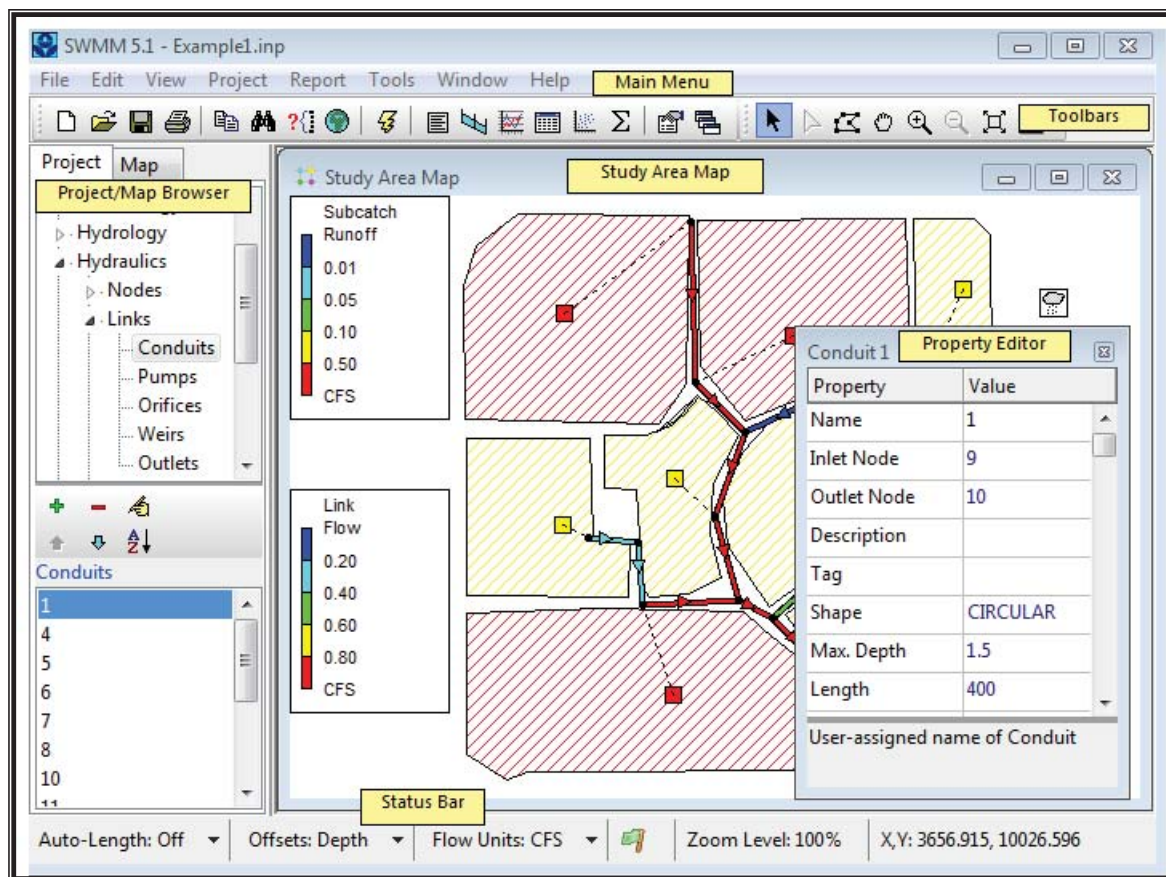 SWMM 5.1 - Example1.inp
File Edit View Project Report Tools Window Help
Main Menu
Toolbars
Project Map
Project/Map Browser
Hydrology
Hydraulics
Nodes
Links
Conduits
Pumps
Orifices
Weirs
Outlets
Conduits
1
4
5
6
7
8
10
11
Study Area Map
Study Area Map
Subcatch
Runoff
0.01
0.05
0.10
0.50
CFS
Link
Flow
0.20
0.40
0.60
0.80
CFS
Conduit 1
Property Editor
Property Value
Name 1
Inlet Node 9
Outlet Node 10
Description
Tag
Shape CIRCULAR
Max. Depth 1.5
Length 400
User-assigned name of Conduit
Status Bar
Auto-Length: Off Offsets: Depth Flow Units: CFS Zoom Level: 100% X,Y: 3656.915, 10026.596